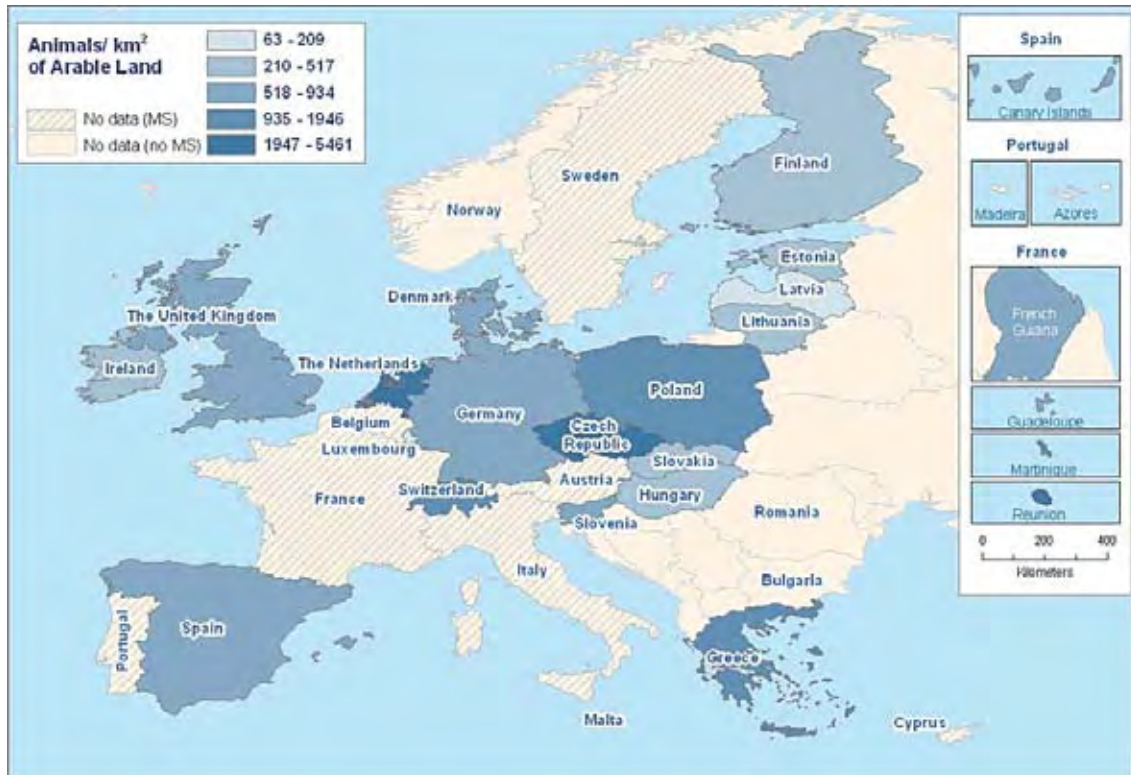 Animals/ km²
of Arable Land
No data (MS)
No data (no MS)
63 - 209
210 - 517
518 - 934
935 - 1946
1947 - 5461
Spain
Canary Islands
Portugal
Madeira
Azores
France
French
Guiana
Guadeloupe
Martinique
Reunion
0 200 400
Kilometers
Finland
Sweden
Norway
Estonia
Latvia
Lithuania
Denmark
The United Kingdom
Ireland
The Netherlands
Poland
Germany
Belgium
Czech
Republic
Luxembourg
Slovakia
Austria
France
Switzerland
Hungary
Slovenia
Romania
Italy
Bulgaria
Portugal
Spain
Greece
Malta
Cyprus